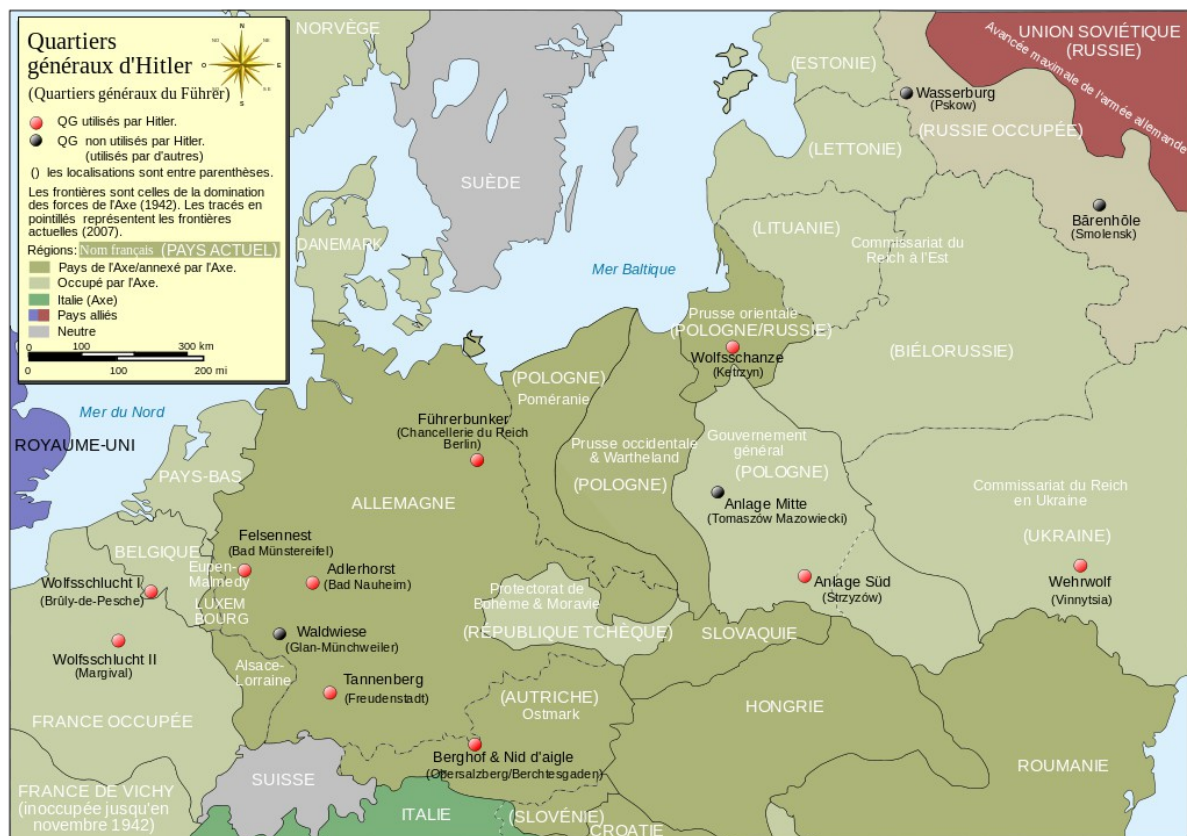 Quartiers
généraux d'Hitler
(Quartiers généraux du Führer)
N
NO
NE
O
E
SO
S.E
S
QG utilisés par Hitler.
QG non utilisés par Hitler.
(utilisés par d'autres)
() les localisations sont entre parenthèses.
Les frontières sont celles de la domination
des forces de l'Axe (1942). Les tracés en
pointillés représentent les frontières
actuelles (2007).
Régions: Nom français (PAYS ACTUEL)
Pays de l'Axe/annexé par l'Axe.
Occupé par l'Axe.
Italie (Axe)
Pays alliés
Neutre
0 300 km
0 100 200 mi
NORVÈGE
SUÈDE
DANEMARK
Mer Baltique
Mer du Nord
ROYAUME-UNI
UNION SOVIÉTIQUE
(RUSSIE)
Avancée maximale de l'armée allemande
(ESTONIE)
Wasserburg
(Pskow)
(RUSSIE OCCUPÉE)
(LETTONIE)
Bärenhöle
(Smolensk)
(LITUANIE)
Commissariat du
Reich à l'Est
Prusse orientale
(POLOGNE/RUSSIE)
Wolfsschanze
(Kętrzyn)
(BIÉLORUSSIE)
(POLOGNE)
Poméranie
Führerbunker
(Chancellerie du Reich
Berlin)
Prusse occidentale
& Wartheland
(POLOGNE)
Gouvernement
général
(POLOGNE)
Anlage Mitte
(Tomaszów Mazowiecki)
Commissariat du Reich
en Ukraine
(UKRAINE)
Wehrwolf
(Vinnytsia)
Anlage Süd
(Strzyzów)
PAYS-BAS
ALLEMAGNE
BELGIQUE
Eupen-
Malmedy
Felsennest
(Bad Münstereifel)
Adlerhorst
(Bad Nauheim)
Wolfsschlucht I
(Brûly-de-Pesche)
LUXEM
BOURG
Waldwiese
(Glan-Münchweiler)
Wolfsschlucht II
(Margival)
Alsace-
Lorraine
Tannenberg
(Freudenstadt)
FRANCE OCCUPÉE
Protectorat de
Bohème & Moravie
(RÉPUBLIQUE TCHÈQUE)
SLOVAQUIE
(AUTRICHE)
Ostmark
HONGRIE
Berghof & Nid d'aigle
(Obersalzberg/Berchtesgaden)
ROUMANIE
SUISSE
FRANCE DE VICHY
(inoccupée jusqu'en
novembre 1942)
ITALIE
(SLOVÉNIE)
CROATIE